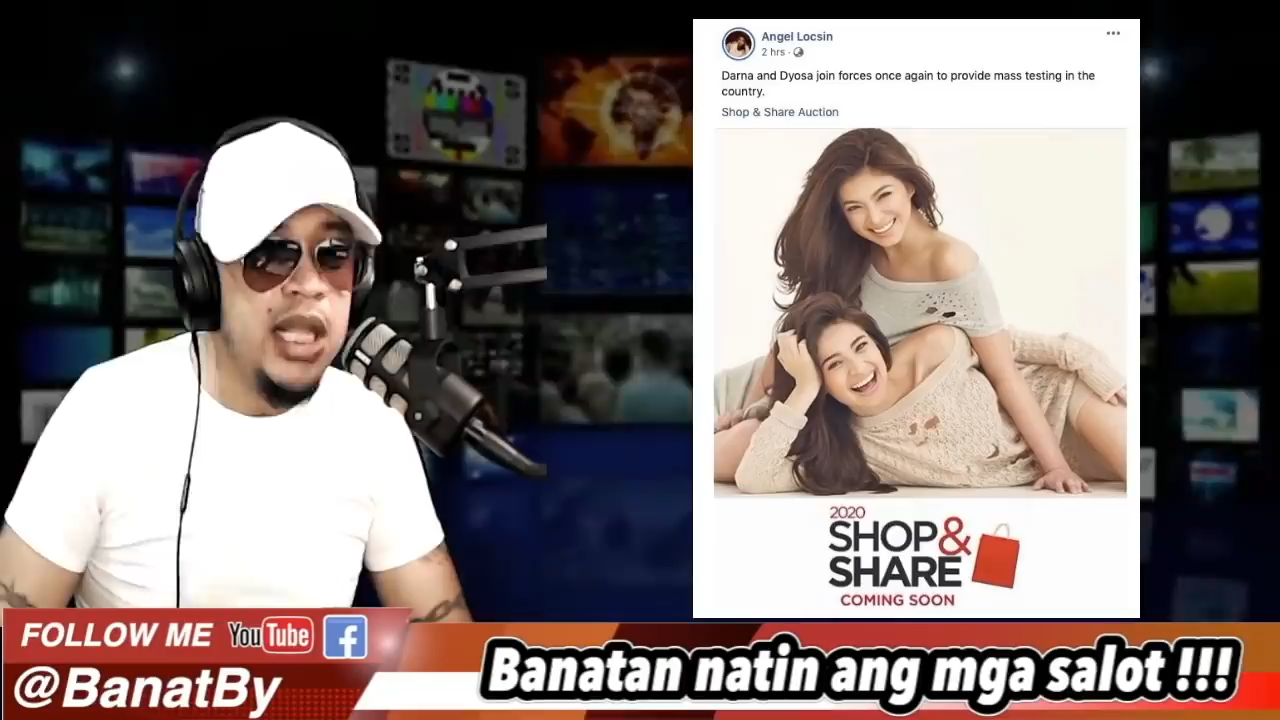 Angel Locsin
2 hrs ·
Darna and Dyosa join forces once again to provide mass testing in the
country.
Shop & Share Auction
2020
SHOP &
SHARE
COMING SOON
FOLLOW ME YouTube f
@BanatBy
Banatan natin ang mga salot !!!